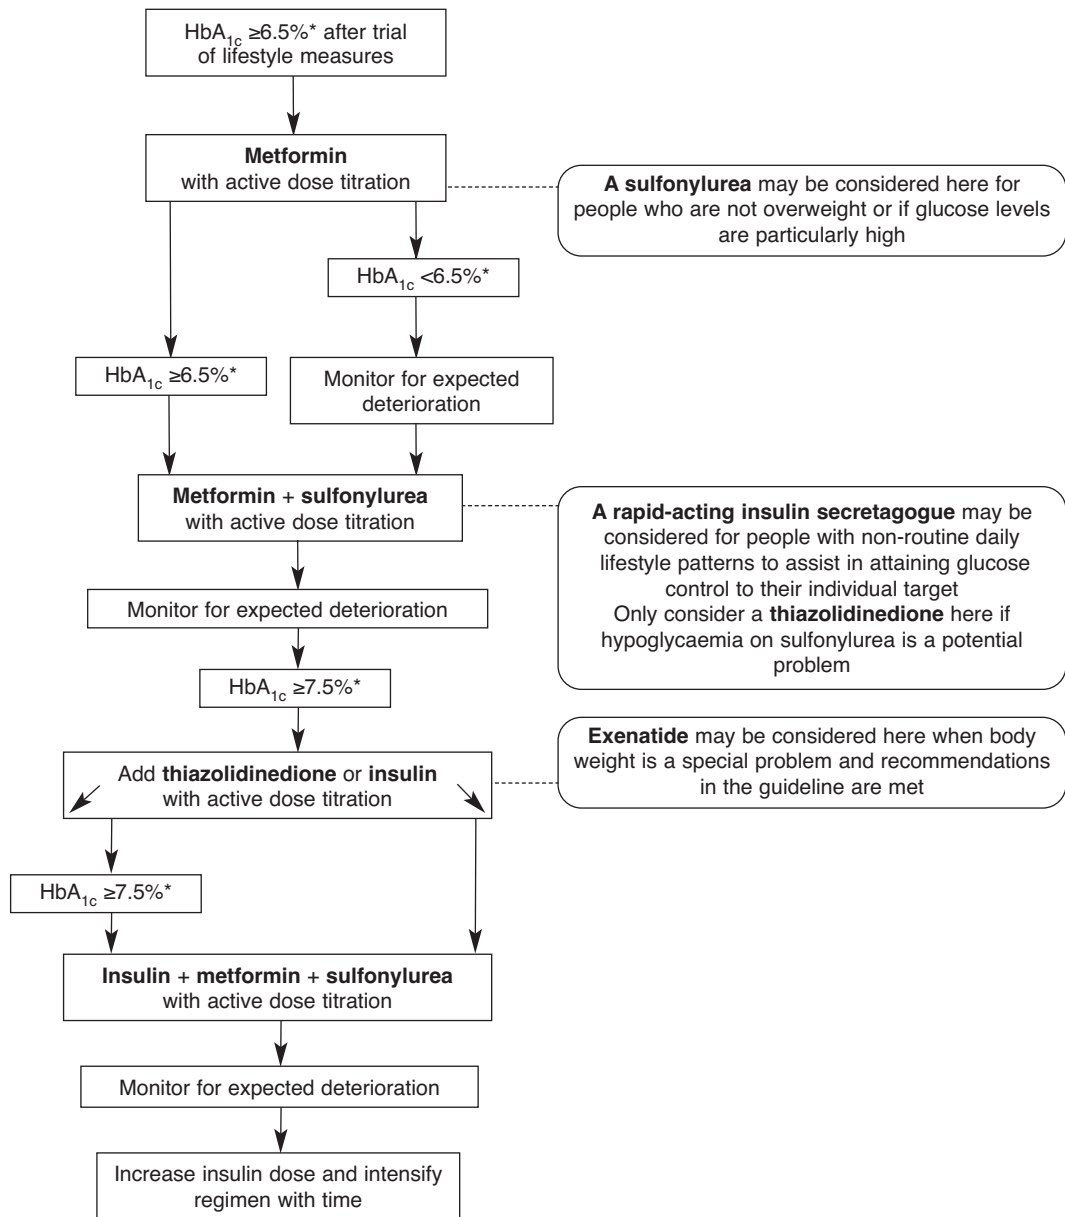 HbA1c ≥6.5%* after trial
of lifestyle measures
Metformin
with active dose titration
A sulfonylurea may be considered here for
people who are not overweight or if glucose levels
are particularly high
HbA1c <6.5%*
HbA1c ≥6.5%*
Monitor for expected
deterioration
Metformin + sulfonylurea
with active dose titration
A rapid-acting insulin secretagogue may be
considered for people with non-routine daily
lifestyle patterns to assist in attaining glucose
control to their individual target
Only consider a thiazolidinedione here if
hypoglycaemia on sulfonylurea is a potential
problem
Monitor for expected deterioration
HbA1c ≥7.5%*
Add thiazolidinedione or insulin
with active dose titration
Exenatide may be considered here when body
weight is a special problem and recommendations
in the guideline are met
HbA1c ≥7.5%*
Insulin + metformin + sulfonylurea
with active dose titration
Monitor for expected deterioration
Increase insulin dose and intensify
regimen with time